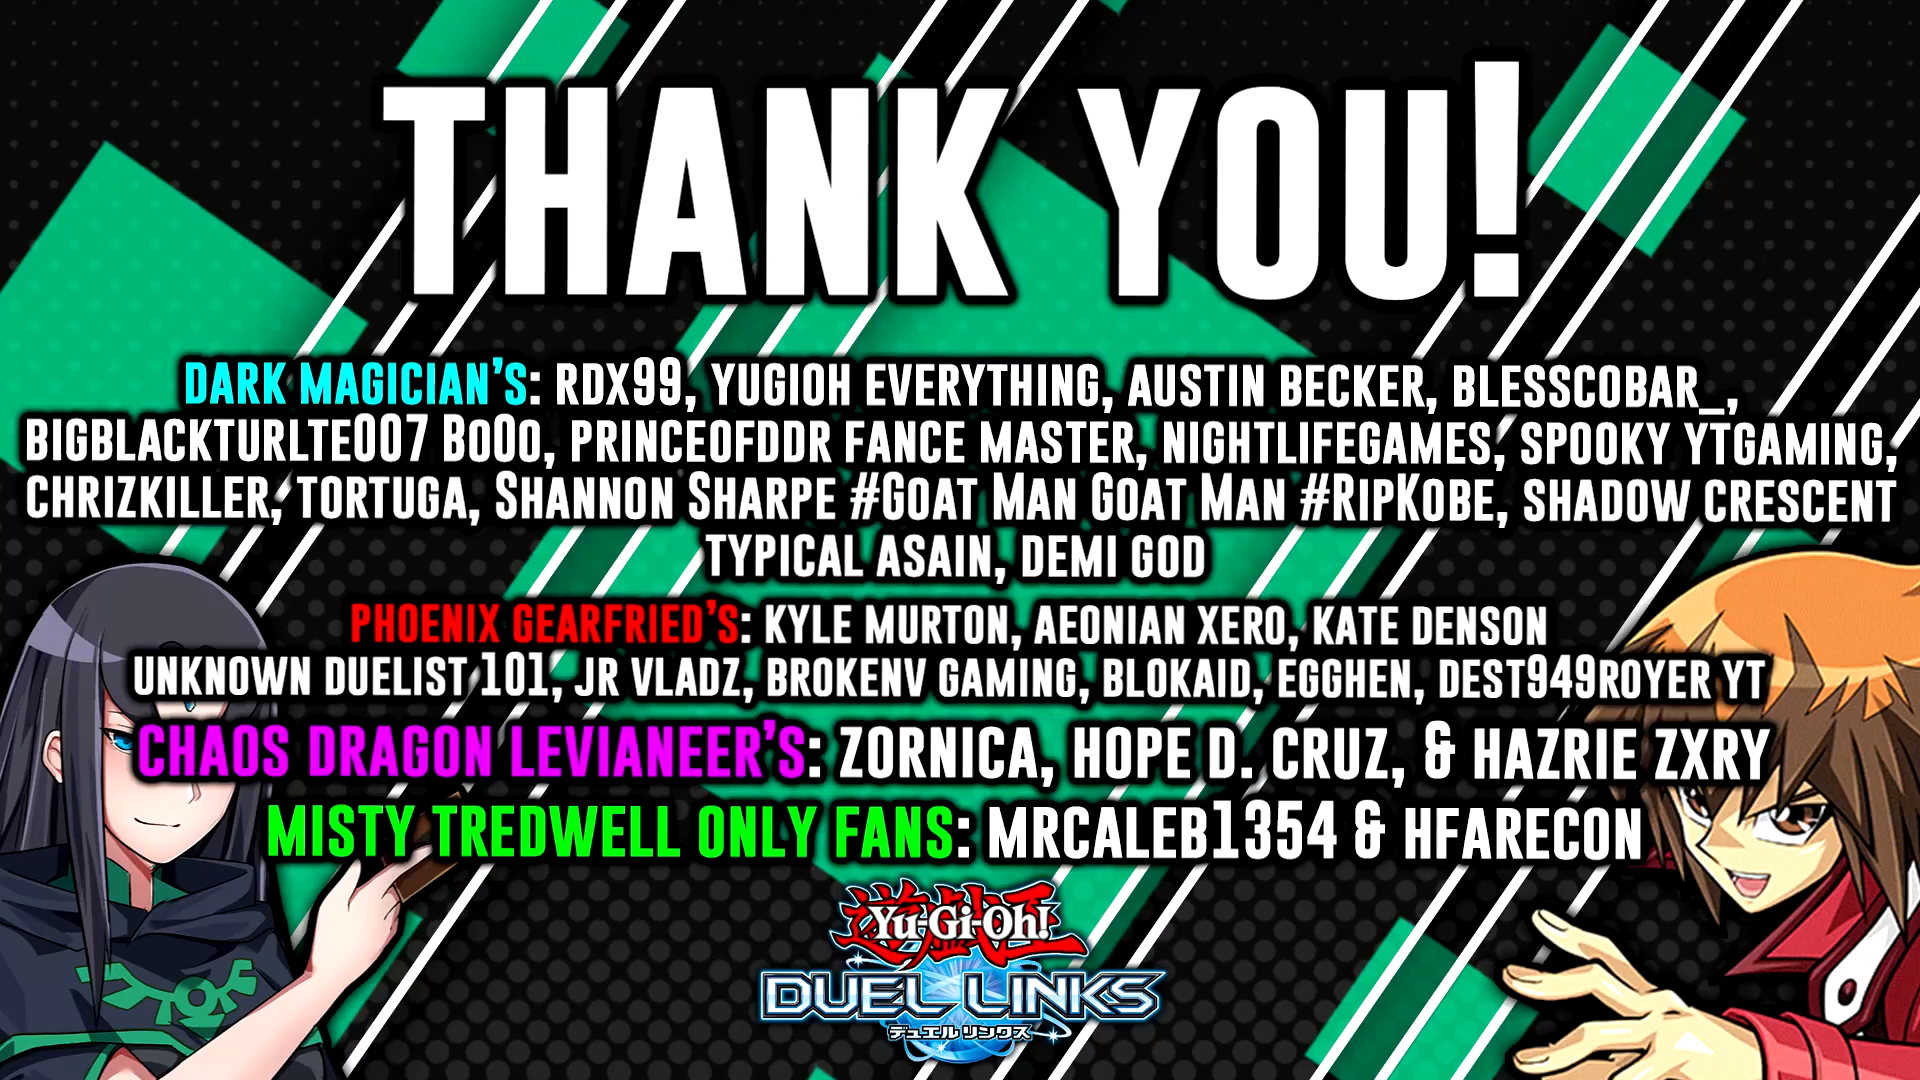 THANK YOU!
DARK MAGICIAN'S: RDX99, YUGIOH EVERYTHING, AUSTIN BECKER, BLESSCOBAR_,
BIGBLACKTURLTE007 BOOO, PRINCEOFDDR FANCE MASTER, NIGHTLIFEGAMES, SPOOKY YTGAMING,
CHRIZKILLER, TORTUGA, SHANNON SHARPE #GOAT MAN GOAT MAN #RIPKOBE, SHADOW CRESCENT
TYPICAL ASAIN, DEMI GOD
PHOENIX GEARFRIED'S: KYLE MURTON, AEONIAN XERO, KATE DENSON
UNKNOWN DUELIST 101, JR VLADZ, BROKENV GAMING, BLOKAID, EGGHEN, DEST949ROYER YT
CHAOS DRAGON LEVIANEER'S: ZORNICA, HOPE D. CRUZ, & HAZRIE ZXRY
MISTY TREDWELL ONLY FANS: MRCALEB1354 & HFARECON
遊戯王
Yu-Gi-Oh!
DUEL LINKS
デュエルリンクス